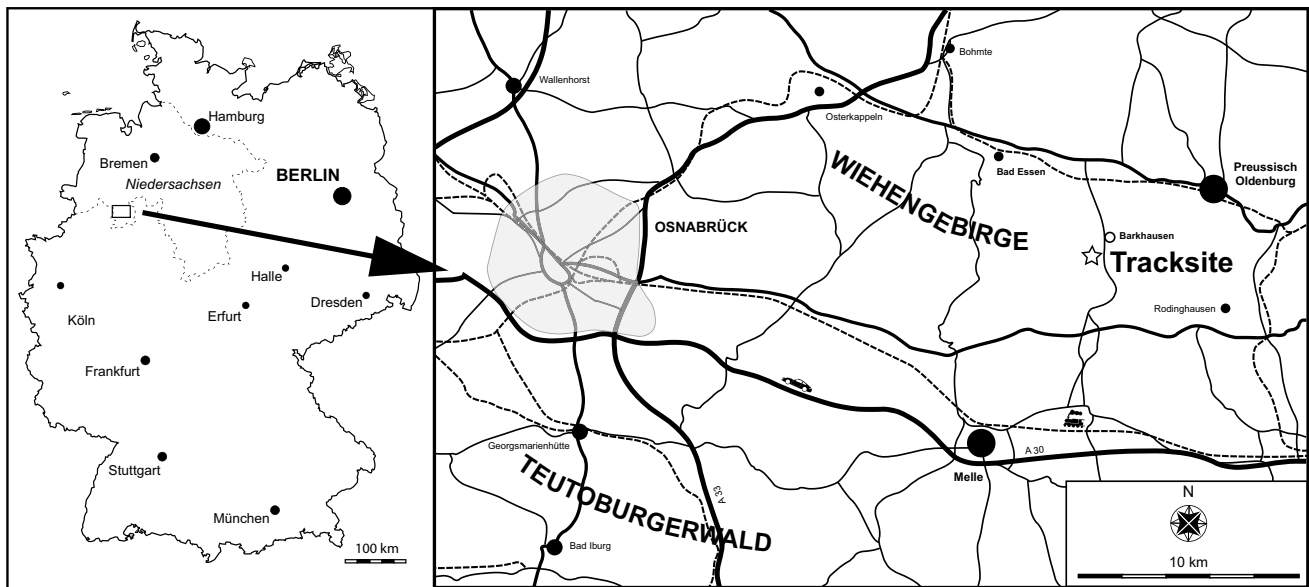 Hamburg
Bremen
Niedersachsen
BERLIN
Halle
Köln
Erfurt
Dresden
Frankfurt
Stuttgart
München
100 km
Bohmte
Wallenhorst
Osterkappeln
WIEHENGEBIRGE
Bad Essen
Preussisch
Oldenburg
OSNABRÜCK
Barkhausen
Tracksite
Rodinghausen
Georgsmarienhütte
TEUTOBURGERWALD
A 33
A 30
Melle
Bad Iburg
N
10 km